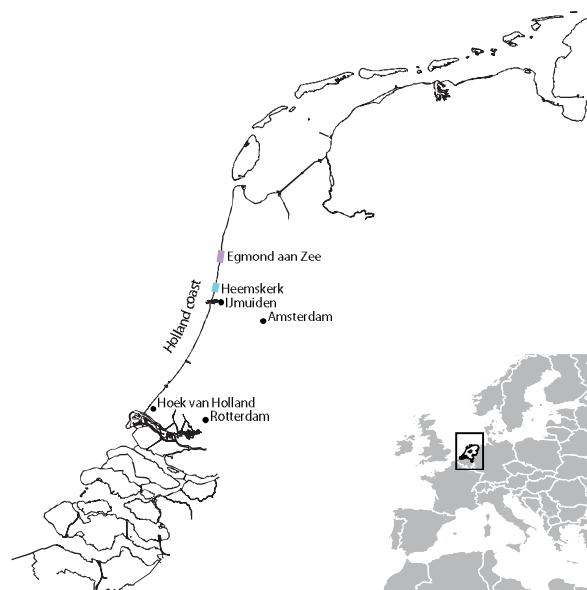 Egmond aan Zee
Heemskerk
IJmuiden
Amsterdam
Holland coast
Hoek van Holland
Rotterdam